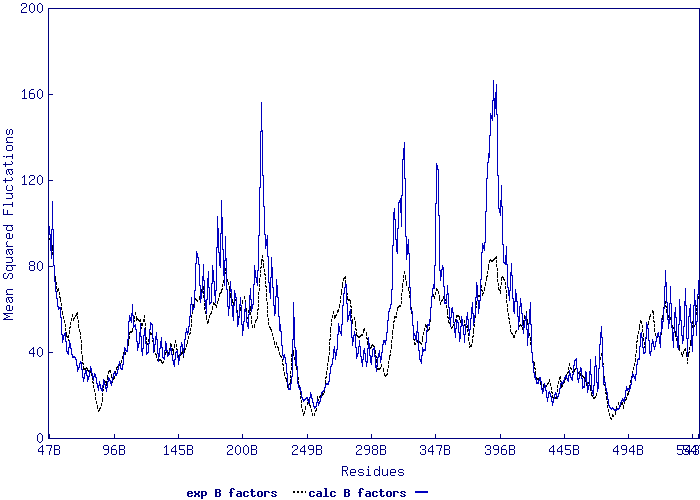 200
160
120
80
40
0
Mean Squared Fluctations
47B 96B 145B 200B 249B 298B 347B 396B 445B 494B
Residues
exp B factors calc B factors